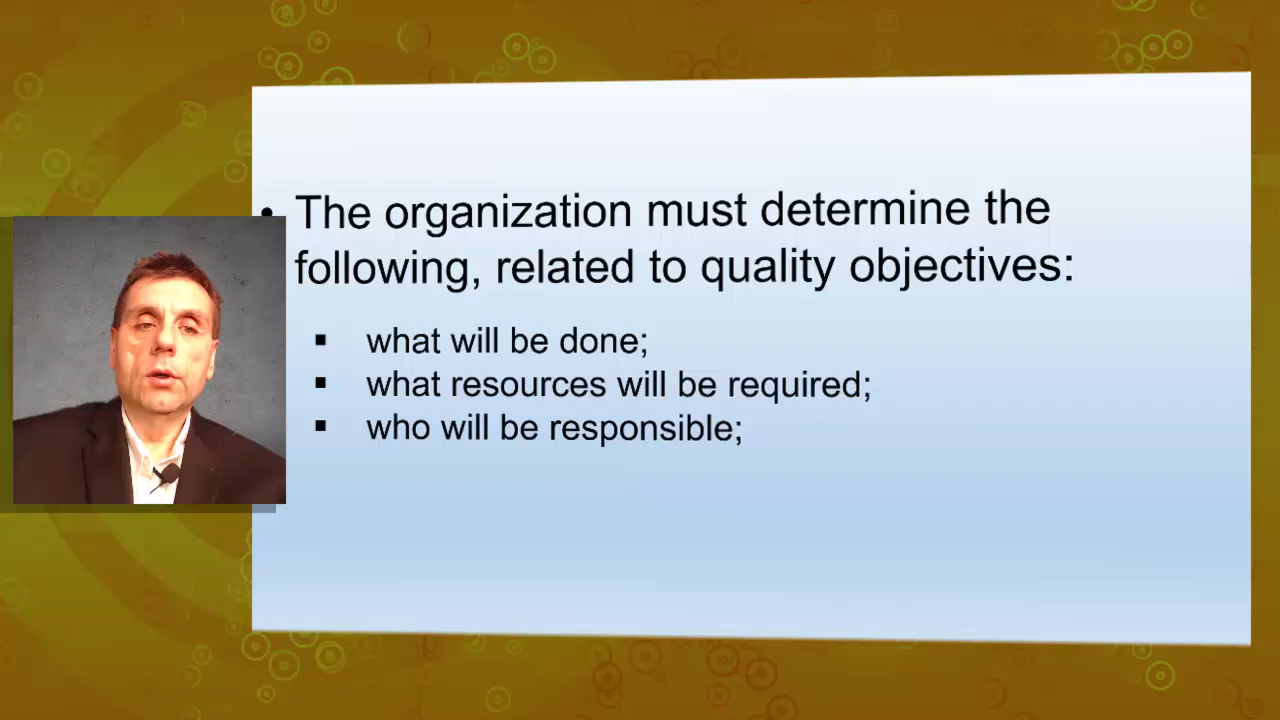 • The organization must determine the
following, related to quality objectives:
▪ what will be done;
▪ what resources will be required;
▪ who will be responsible;